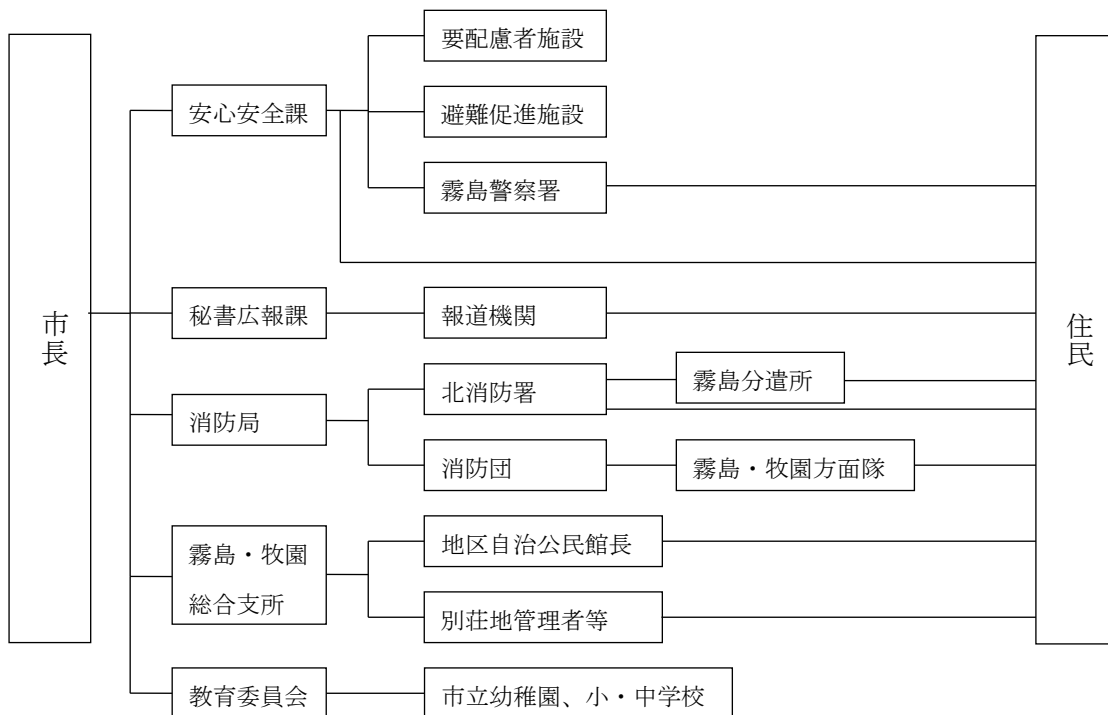 市長
安心安全課
要配慮者施設
避難促進施設
霧島警察署
秘書広報課
報道機関
消防局
北消防署
霧島分遣所
消防団
霧島・牧園方面隊
霧島・牧園
総合支所
地区自治公民館長
別荘地管理者等
教育委員会
市立幼稚園、小・中学校
住民